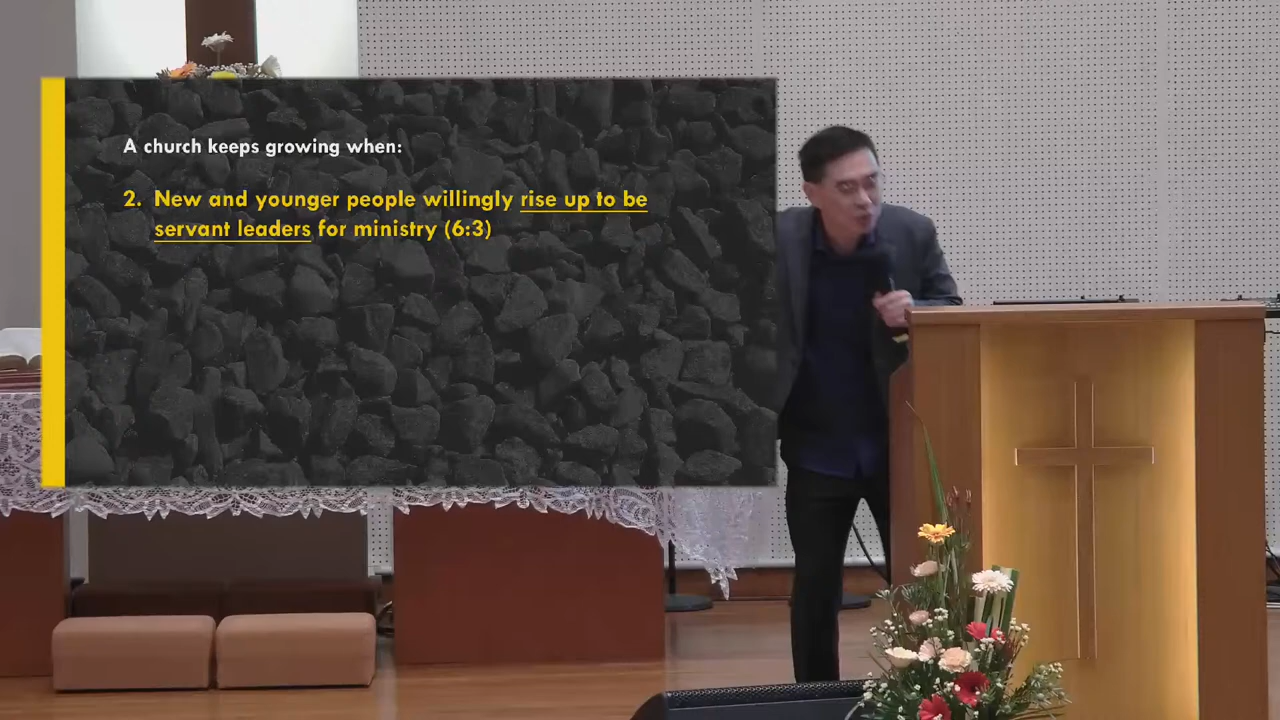 A church keeps growing when:
2. New and younger people willingly rise up to be
servant leaders for ministry (6:3)